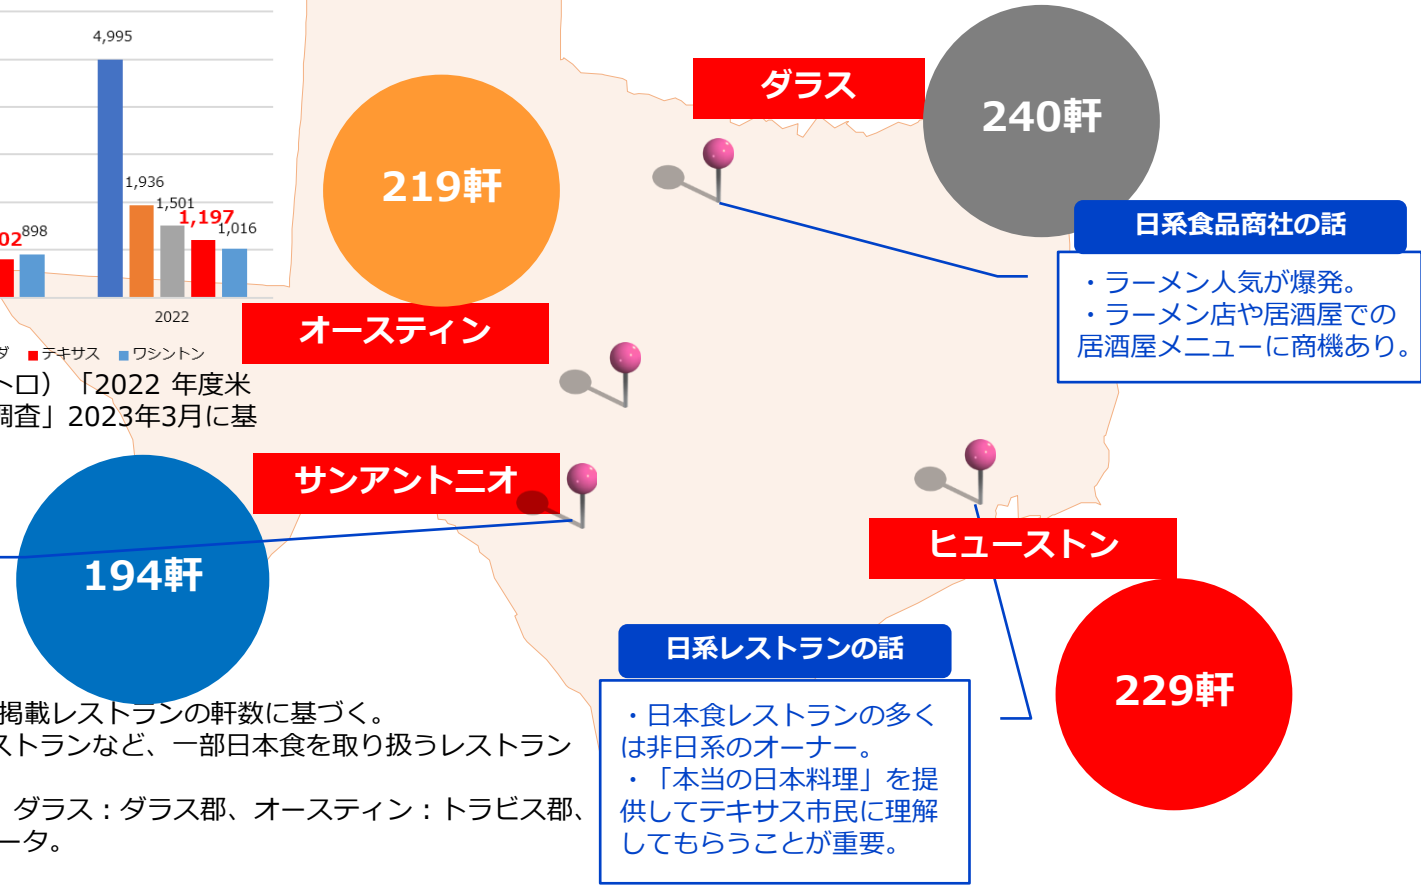 4,995
1,936
1,501
1,197
1,016
02
898
2022
ダ ■テキサス ■ワシントン
トロ）「2022 年度米
調査」2023年3月に基
ダラス
240軒
219軒
オースティン
日系食品商社の話
・ラーメン人気が爆発。
・ラーメン店や居酒屋での
居酒屋メニューに商機あり。
サンアントニオ
194軒
ヒューストン
229軒
日系レストランの話
・日本食レストランの多く
は非日系のオーナー。
・「本当の日本料理」を提
供してテキサス市民に理解
してもらうことが重要。
掲載レストランの軒数に基づく。
ストランなど、一部日本食を取り扱うレストラン
ダラス：ダラス郡、オースティン：トラビス郡、
ータ。